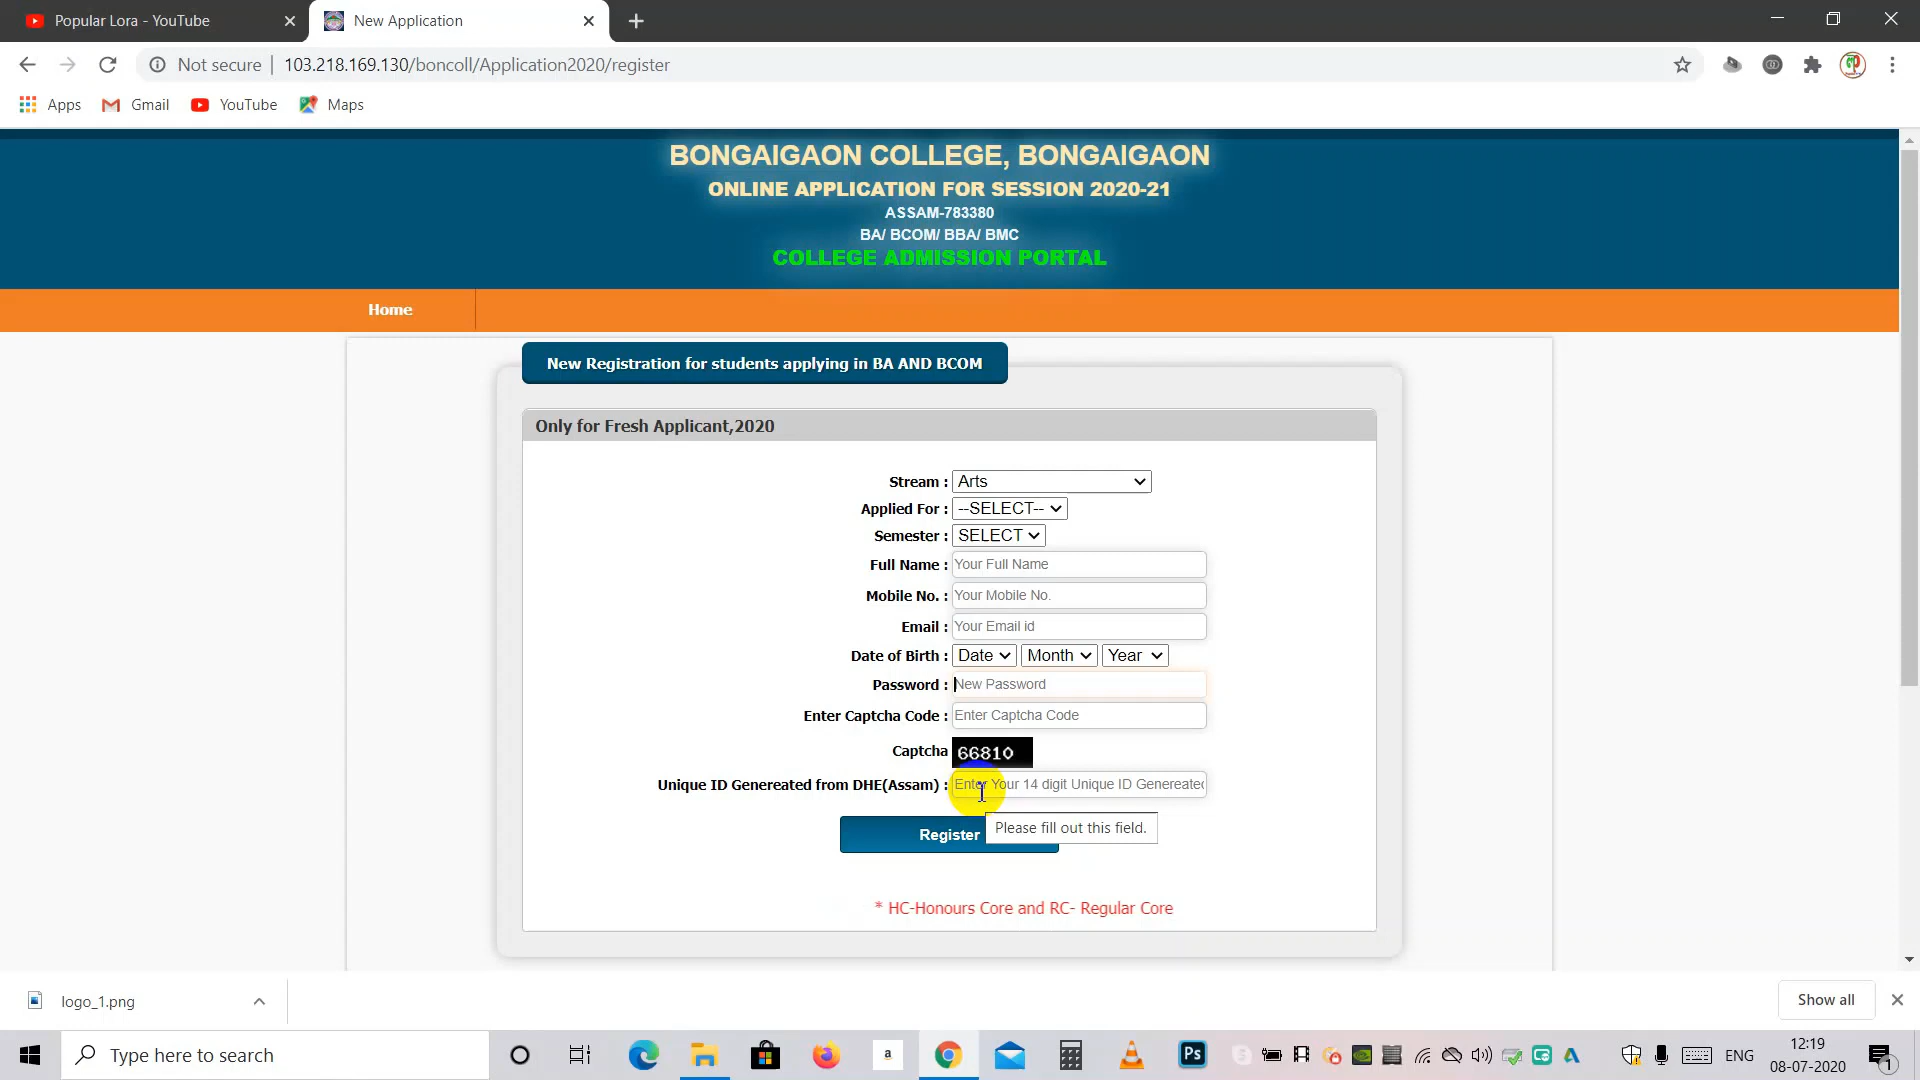 Popular Lora - YouTube
New Application
Not secure
103.218.169.130/boncoll/Application2020/register
Apps
Gmail
YouTube
Maps
BONGAIGAON COLLEGE, BONGAIGAON
ONLINE APPLICATION FOR SESSION 2020-21
ASSAM-783380
BA/ BCOM/ BBA/ BMC
COLLEGE ADMISSION PORTAL
Home
New Registration for students applying in BA AND BCOM
Only for Fresh Applicant,2020
Stream : Arts
Applied For : --SELECT--
Semester : SELECT
Full Name : Your Full Name
Mobile No. : Your Mobile No.
Email : Your Email id
Date of Birth : Date Month Year
Password : New Password
Enter Captcha Code : Enter Captcha Code
Captcha 66810
Unique ID Genereated from DHE(Assam) : Enter Your 14 digit Unique ID Genereated
Please fill out this field.
Register
* HC-Honours Core and RC- Regular Core
logo_1.png
Show all
Type here to search
a
Ps
ENG
12:19
08-07-2020
1